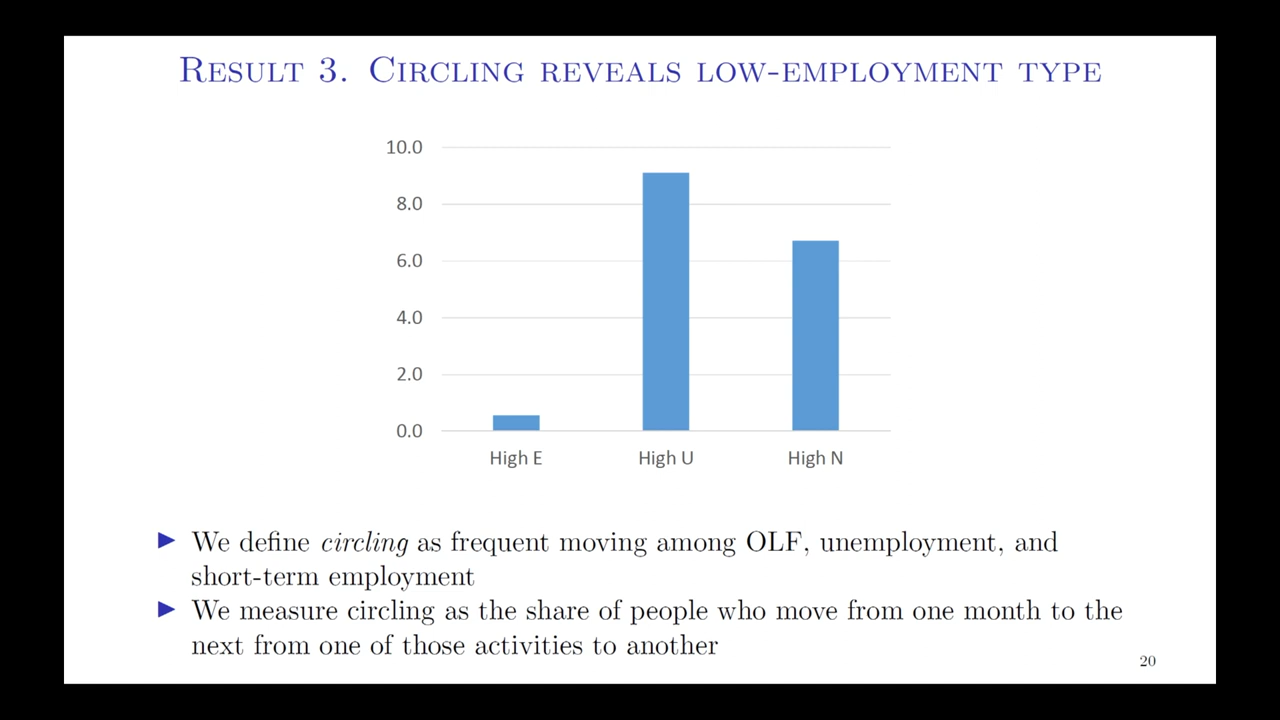 RESULT 3. CIRCLING REVEALS LOW-EMPLOYMENT TYPE
10.0
8.0
6.0
4.0
2.0
0.0
High E High U High N
We define circling as frequent moving among OLF, unemployment, and
short-term employment
We measure circling as the share of people who move from one month to the
next from one of those activities to another
20